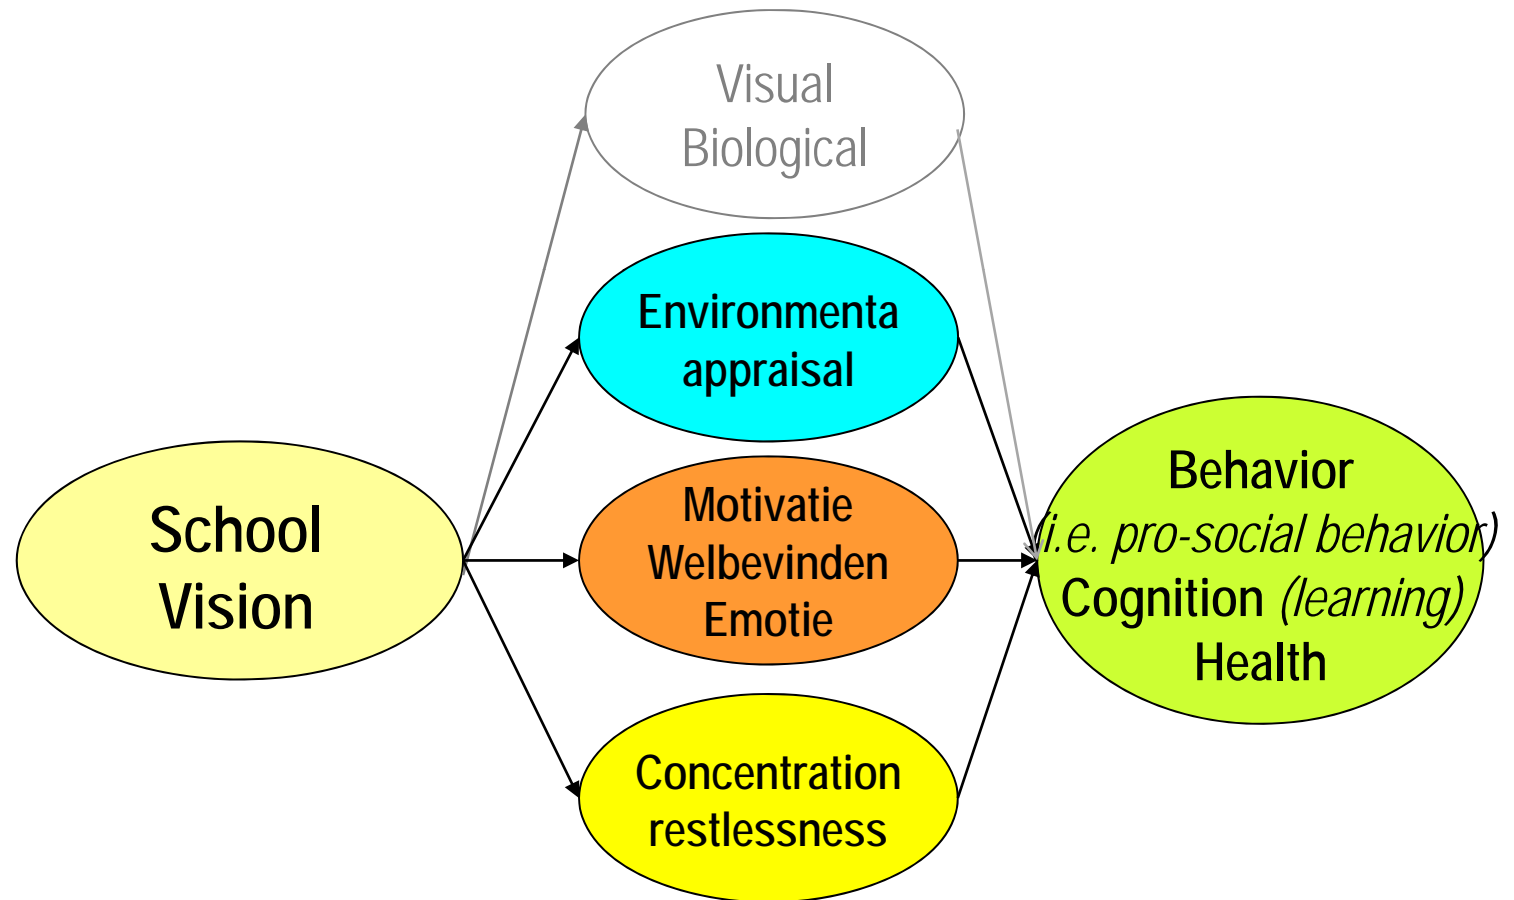 Visual
Biological
Environmenta
appraisal
School
Vision
Motivatie
Welbevinden
Emotie
Concentration
restlessness
Behavior
(i.e. pro-social behavior)
Cognition (learning)
Health